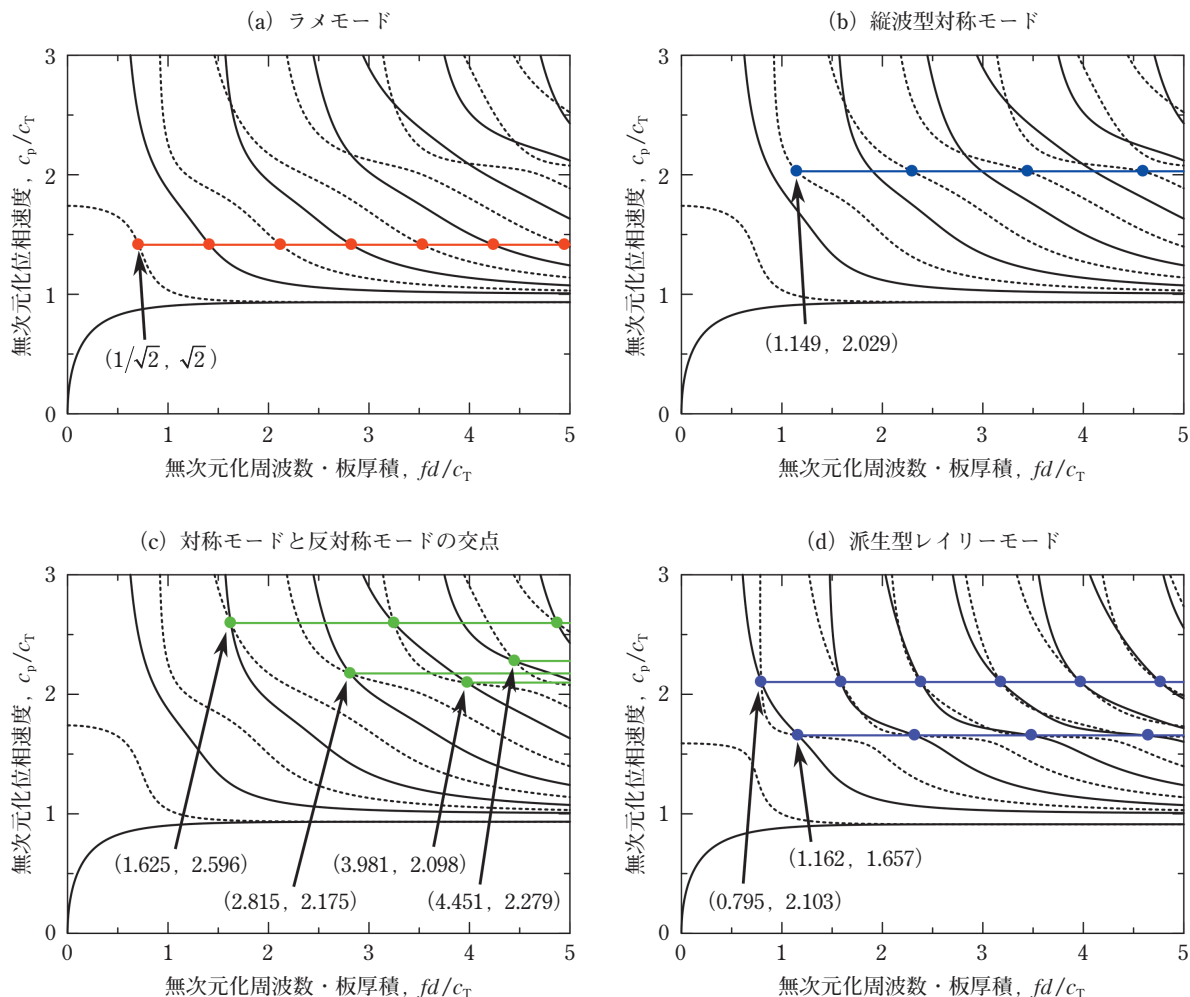 (a) ラメモード
3
2
1
0
0 1 2 3 4 5
無次元化位相速度, cp/cT
(1/√2, √2)
無次元化周波数・板厚積, fd/cT
(b) 縦波型対称モード
3
2
1
0
0 1 2 3 4 5
無次元化位相速度, cp/cT
(1.149, 2.029)
無次元化周波数・板厚積, fd/cT
(c) 対称モードと反対称モードの交点
3
2
1
0
0 1 2 3 4 5
無次元化位相速度, cp/cT
(1.625, 2.596)
(3.981, 2.098)
(2.815, 2.175)
(4.451, 2.279)
無次元化周波数・板厚積, fd/cT
(d) 派生型レイリーモード
3
2
1
0
0 1 2 3 4 5
無次元化位相速度, cp/cT
(1.162, 1.657)
(0.795, 2.103)
無次元化周波数・板厚積, fd/cT